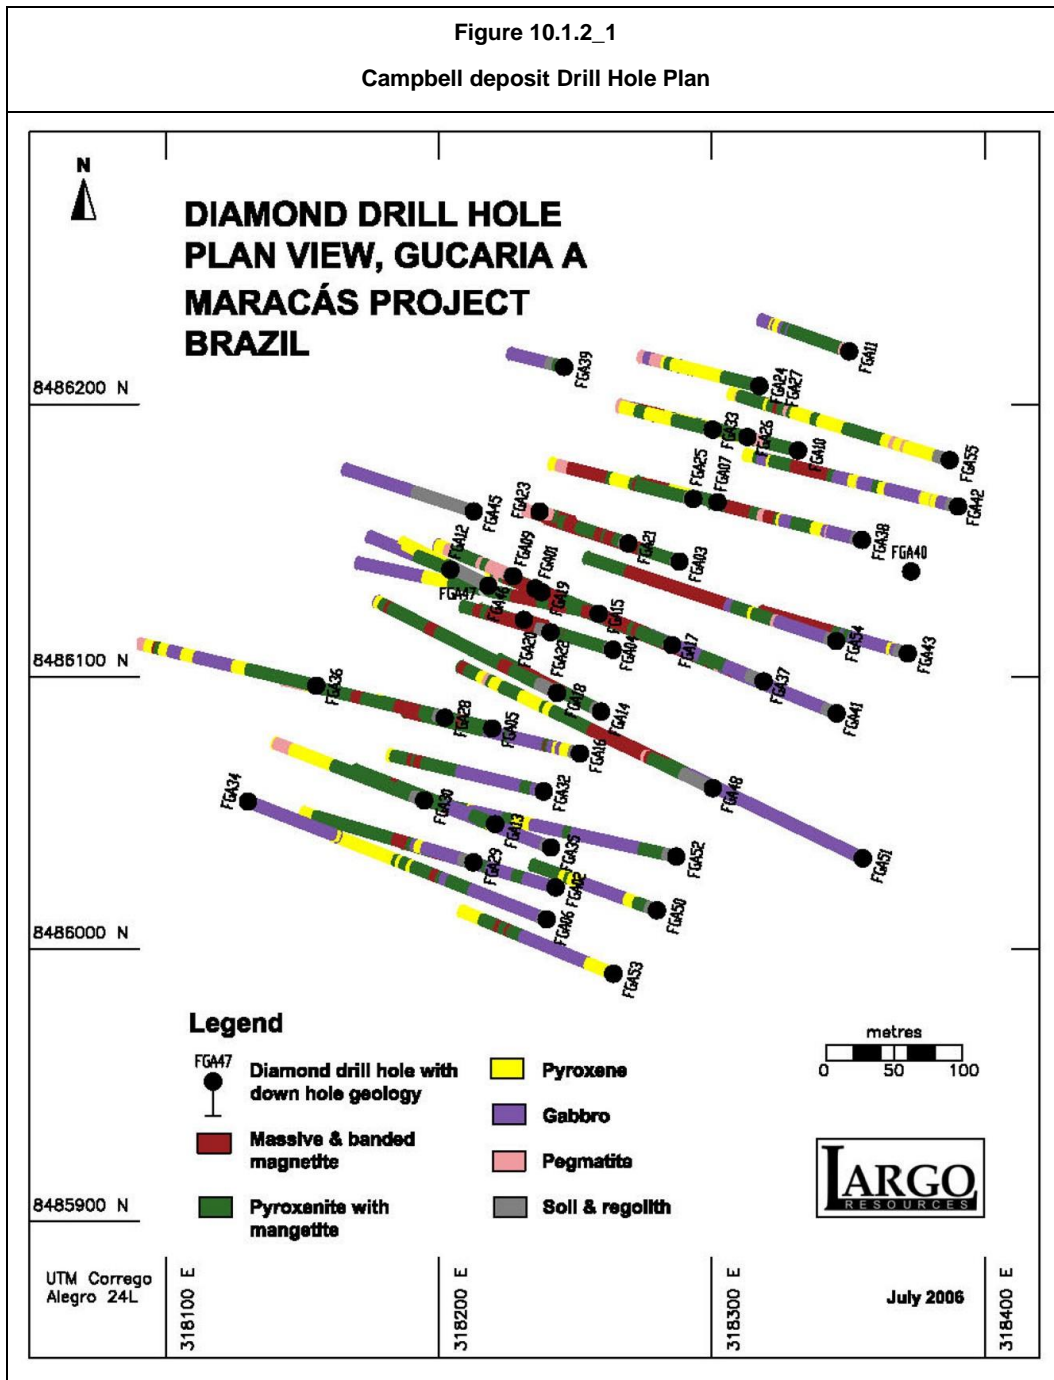 Figure 10.1.2_1
Campbell deposit Drill Hole Plan
N
DIAMOND DRILL HOLE
PLAN VIEW, GUCARIA A
MARACÁS PROJECT
BRAZIL
FGA11
FGA39
FGA24
FGA27
8486200 N
FGA33
FGA26
FGA10
FGA55
FGA25
FGA07
FGA42
FGA45
FGA23
FGA21
FGA03
FGA38
FGA40
FGA12
FGA09
FGA01
FGA19
FGA47
FGA46
FGA15
FGA20
FGA22
FGA04
FGA17
FGA54
FGA43
8486100 N
FGA36
FGA18
FGA14
FGA37
FGA41
FGA28
FGA05
FGA16
FGA34
FGA32
FGA48
FGA30
FGA13
FGA35
FGA52
FGA51
FGA29
FGA02
FGA50
FGA06
8486000 N
FGA53
Legend
FGA47
Diamond drill hole with
down hole geology
Massive & banded
magnetite
Pyroxenite with
mangetite
Pyroxene
Gabbro
Pegmatite
Soil & regolith
metres
0 50 100
LARGO
RESOURCES
8485900 N
UTM Corrego
Alegro 24L
318100 E
318200 E
318300 E
318400 E
July 2006